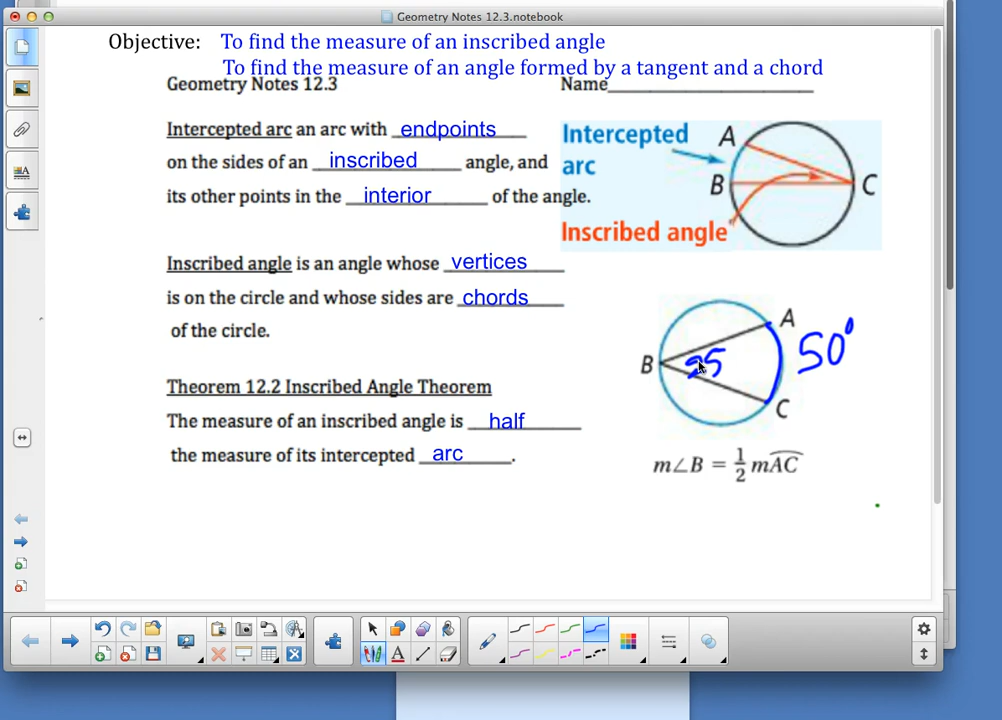 Geometry Notes 12.3.notebook
Objective: To find the measure of an inscribed angle
To find the measure of an angle formed by a tangent and a chord
Geometry Notes 12.3 Name____________________
Intercepted arc an arc with endpoints
on the sides of an inscribed angle, and
its other points in the interior of the angle.
Intercepted
arc
A
B
C
Inscribed angle
Inscribed angle is an angle whose vertices
is on the circle and whose sides are chords
of the circle.
A
B
C
25
50°
Theorem 12.2 Inscribed Angle Theorem
The measure of an inscribed angle is half
the measure of its intercepted arc.
m∠B = 1/2 mAC
A